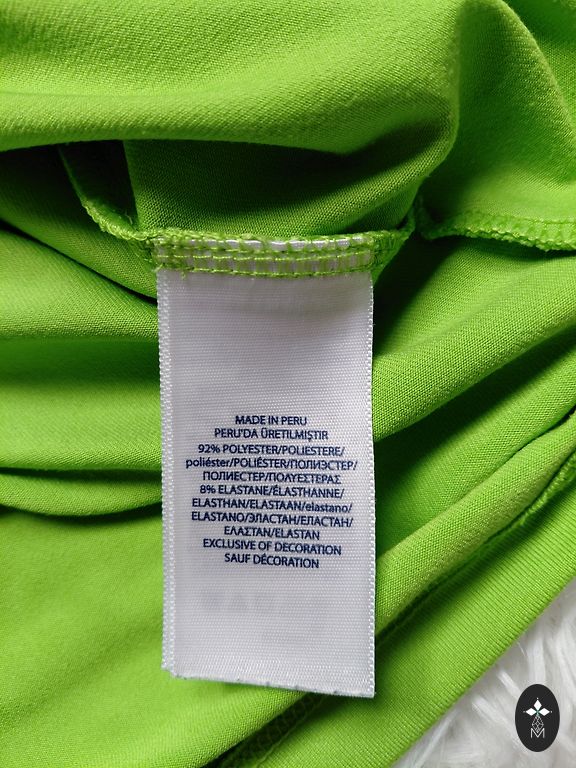 MADE IN PERU
PERU'DA ÜRETILMIŞTIR
92% POLYESTER/POLIESTERE/
poliéster/POLIÉSTER/ПОЛИЭСТЕР/
ПОЛИЕСТЕР/ΠΟΛΥΕΣΤΕΡΑΣ
8% ELASTANE/ÉLASTHANNE/
ELASTHAN/ELASTAAN/elastano/
ELASTANO/ЭЛАСТАН/ЕЛАСТАН/
ΕΛΑΣΤΑΝ/ELASTAN
EXCLUSIVE OF DECORATION
SAUF DÉCORATION
M